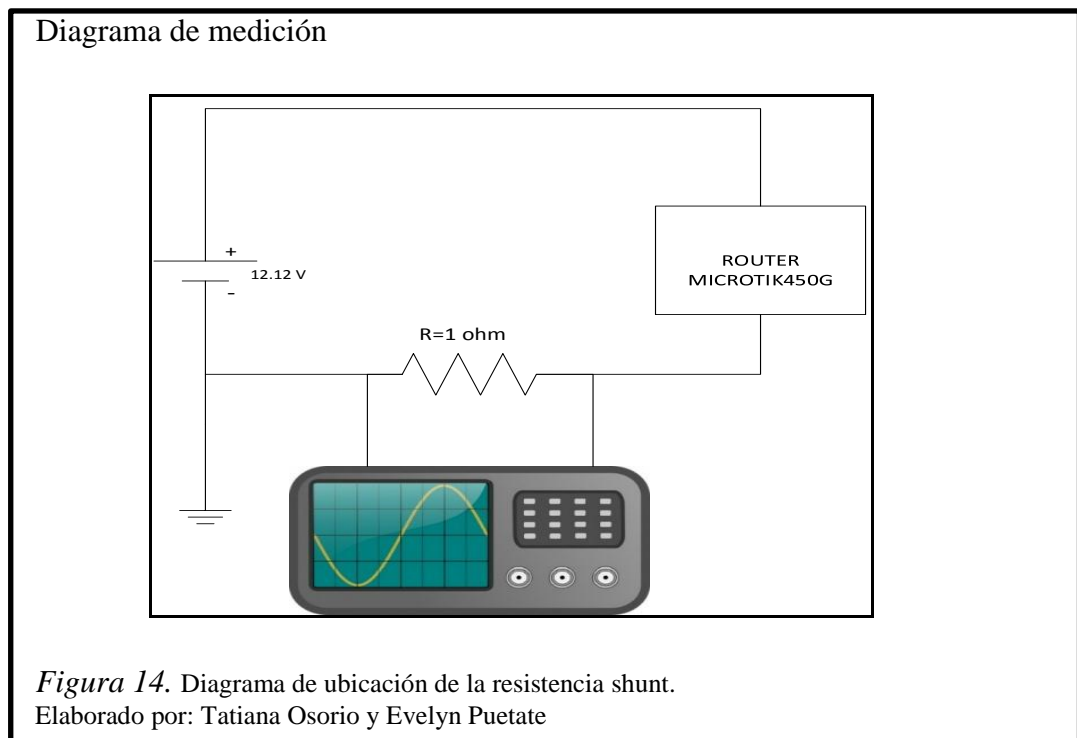 Diagrama de medición
+
12.12 V
-
ROUTER
MICROTIK450G
R=1 ohm
Figura 14. Diagrama de ubicación de la resistencia shunt.
Elaborado por: Tatiana Osorio y Evelyn Puetate